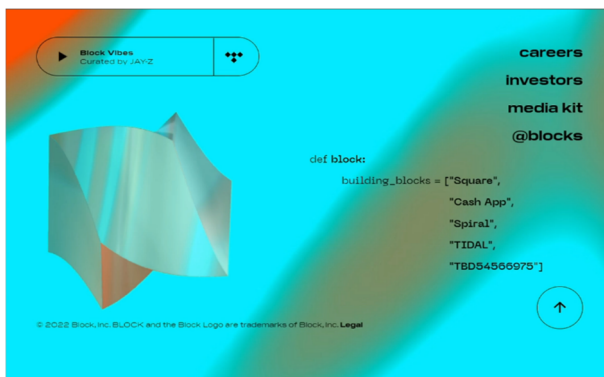 Block Vibes
Curated by JAY-Z
careers
investors
media kit
@blocks
def block:
building_blocks = ["Square",
"Cash App",
"Spiral",
"TIDAL",
"TBD54566975"]
© 2022 Block, Inc. BLOCK and the Block Logo are trademarks of Block, Inc. Legal